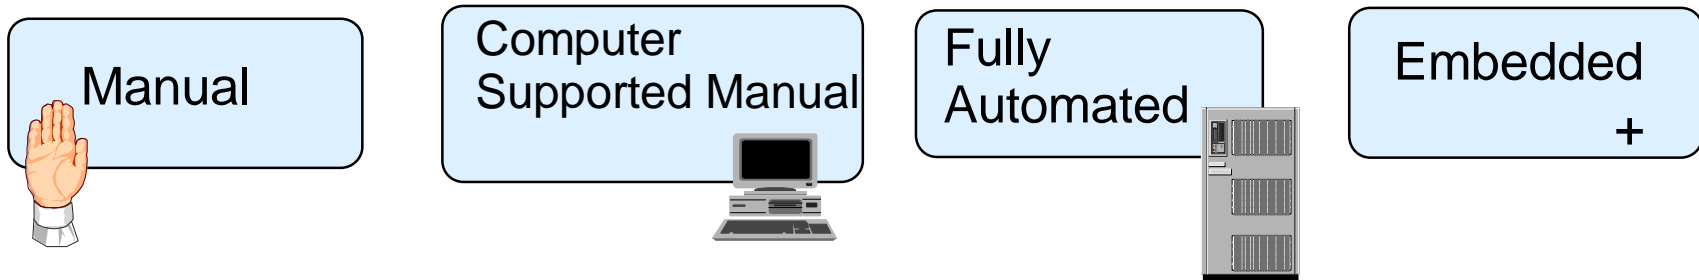 Manual
Computer
Supported Manual
Fully
Automated
Embedded
+